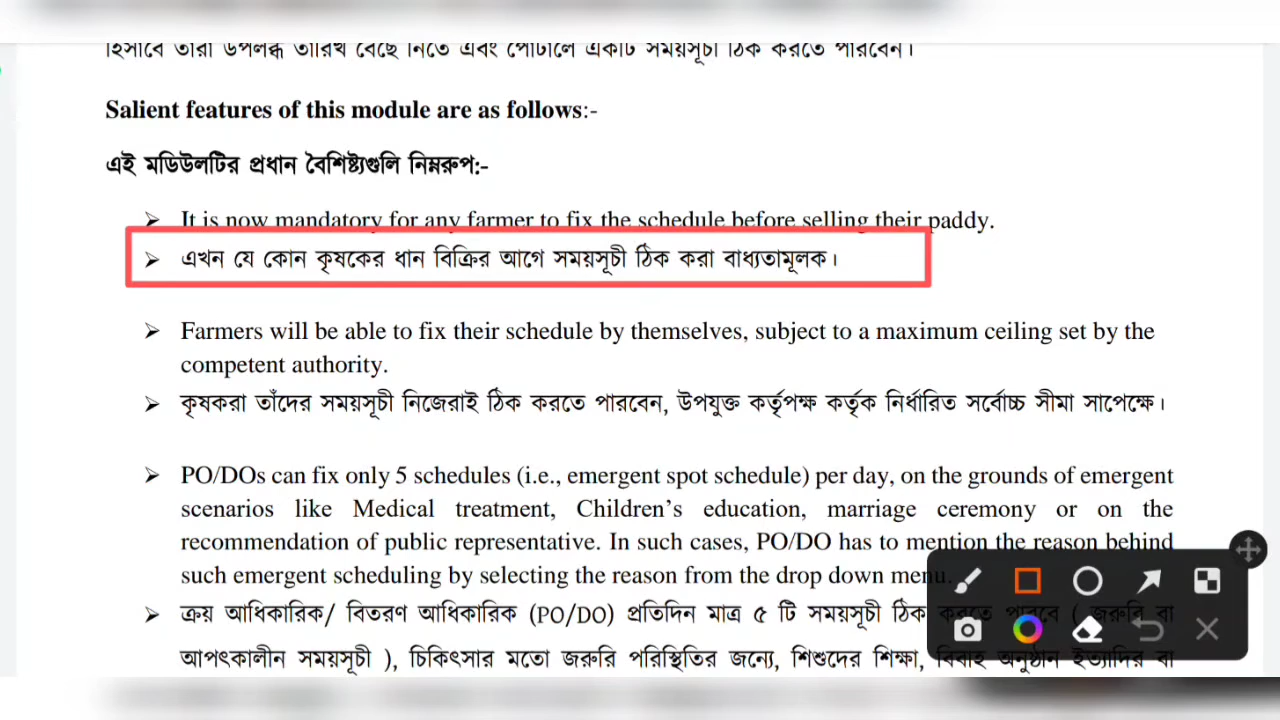 হিসাবে তারা উপলব্ধ তারিখ বেছে নিতে এবং পোর্টালে একটি সময়সূচী ঠিক করতে পারবেন।
Salient features of this module are as follows:-
এই মডিউলটির প্রধান বৈশিষ্ট্যগুলি নিম্নরুপ:-
➢ It is now mandatory for any farmer to fix the schedule before selling their paddy.
➢ এখন যে কোন কৃষকের ধান বিক্রির আগে সময়সূচী ঠিক করা বাধ্যতামূলক।
➢ Farmers will be able to fix their schedule by themselves, subject to a maximum ceiling set by the
competent authority.
➢ কৃষকরা তাঁদের সময়সূচী নিজেরাই ঠিক করতে পারবেন, উপযুক্ত কর্তৃপক্ষ কর্তৃক নির্ধারিত সর্বোচ্চ সীমা সাপেক্ষে।
➢ PO/DOs can fix only 5 schedules (i.e., emergent spot schedule) per day, on the grounds of emergent
scenarios like Medical treatment, Children's education, marriage ceremony or on the
recommendation of public representative. In such cases, PO/DO has to mention the reason behind
such emergent scheduling by selecting the reason from the drop down menu.
➢ ক্রয় আধিকারিক/ বিতরণ আধিকারিক (PO/DO) প্রতিদিন মাত্র ৫ টি সময়সূচী ঠিক করতে পারবে ( জরুরি বা
আপৎকালীন সময়সূচী ), চিকিৎসার মতো জরুরি পরিস্থিতির জন্যে, শিশুদের শিক্ষা, বিবাহ অনুষ্ঠান ইত্যাদির বা